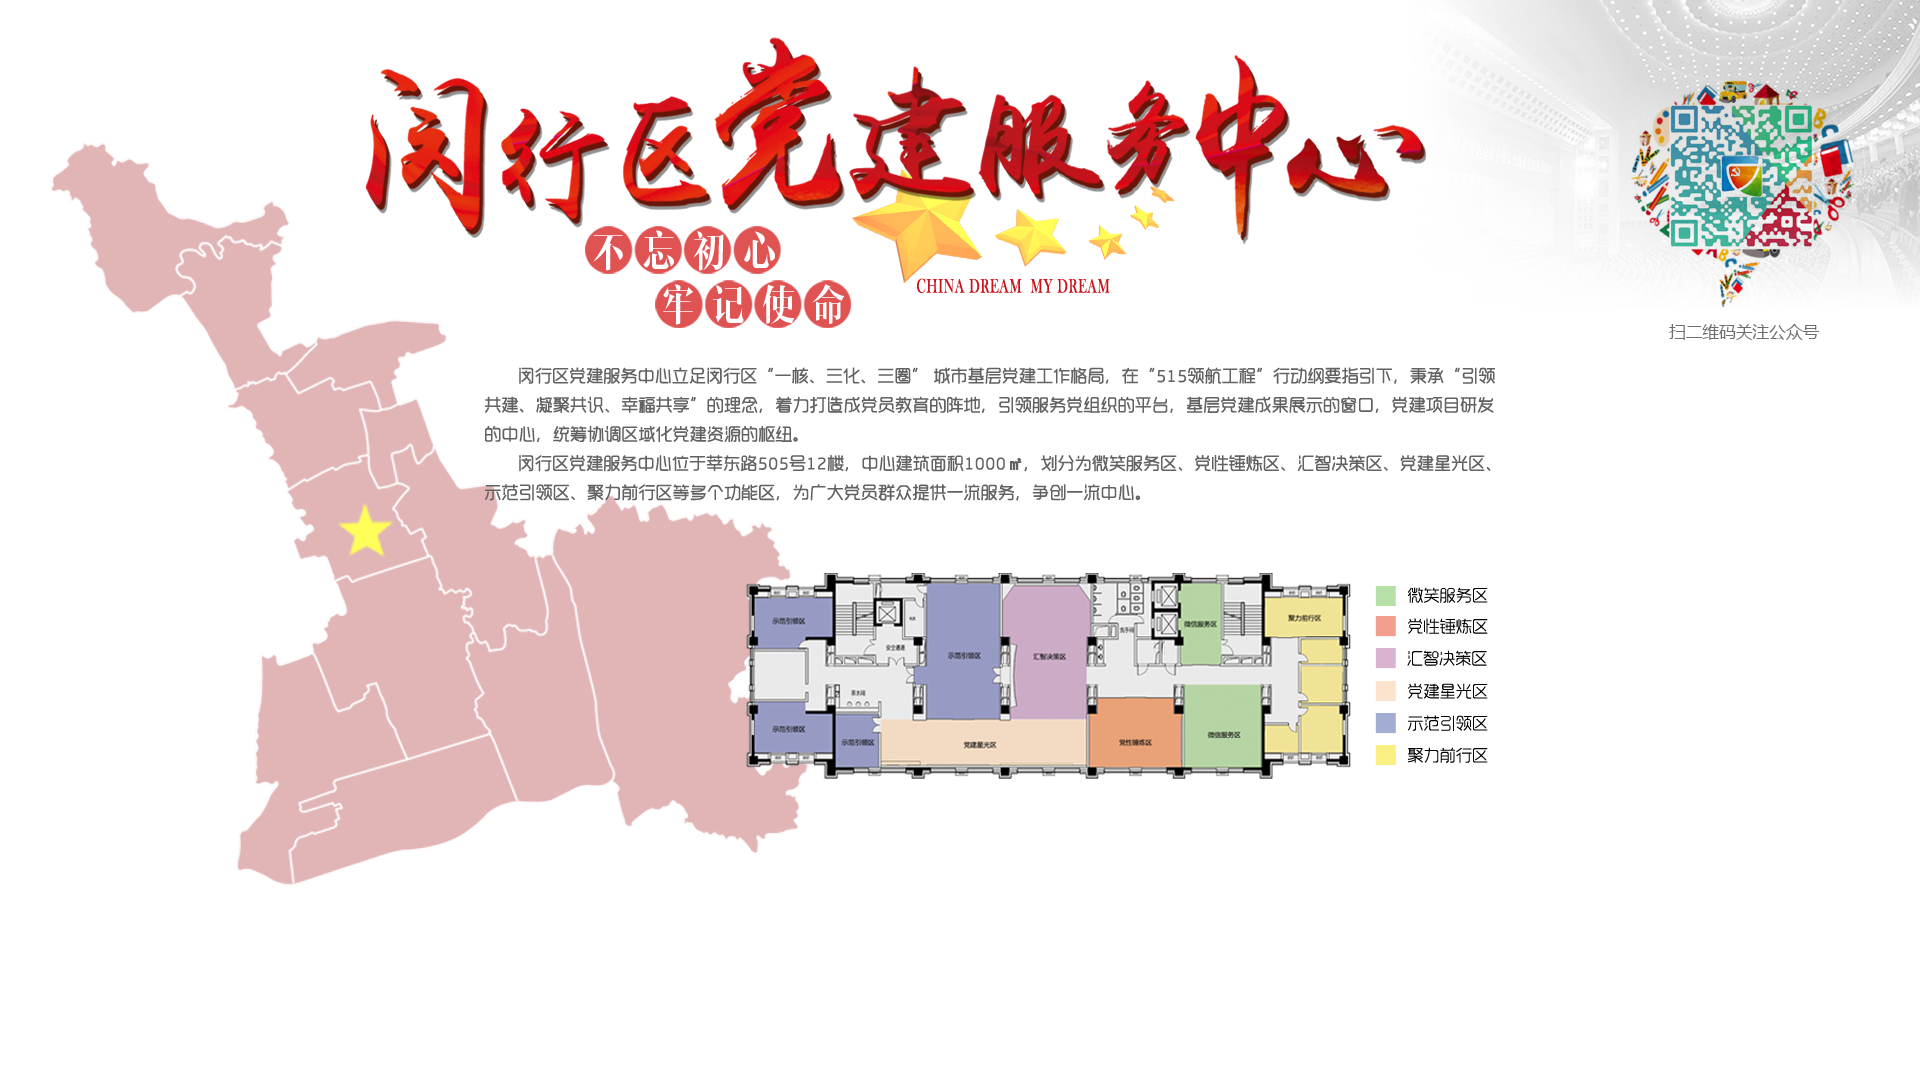 闵行区党建服务中心
不忘初心
牢记使命
CHINA DREAM MY DREAM
扫二维码关注公众号
闵行区党建服务中心立足闵行区“一核、三化、三圈” 城市基层党建工作格局，在“515领航工程”行动纲要指引下，秉承“引领
共建、凝聚共识、幸福共享”的理念，着力打造成党员教育的阵地，引领服务党组织的平台，基层党建成果展示的窗口，党建项目研发
的中心，统筹协调区域化党建资源的枢纽。
闵行区党建服务中心位于莘东路505号12楼，中心建筑面积1000㎡，划分为微笑服务区、党性锤炼区、汇智决策区、党建星光区、
示范引领区、聚力前行区等多个功能区，为广大党员群众提供一流服务，争创一流中心。
示范引领区
安全通道
示范引领区
汇智决策区
洗手间
微信服务区
聚力前行区
茶水间
示范引领区
示范引领区
党建星光区
党性锤炼区
微信服务区
微笑服务区
党性锤炼区
汇智决策区
党建星光区
示范引领区
聚力前行区